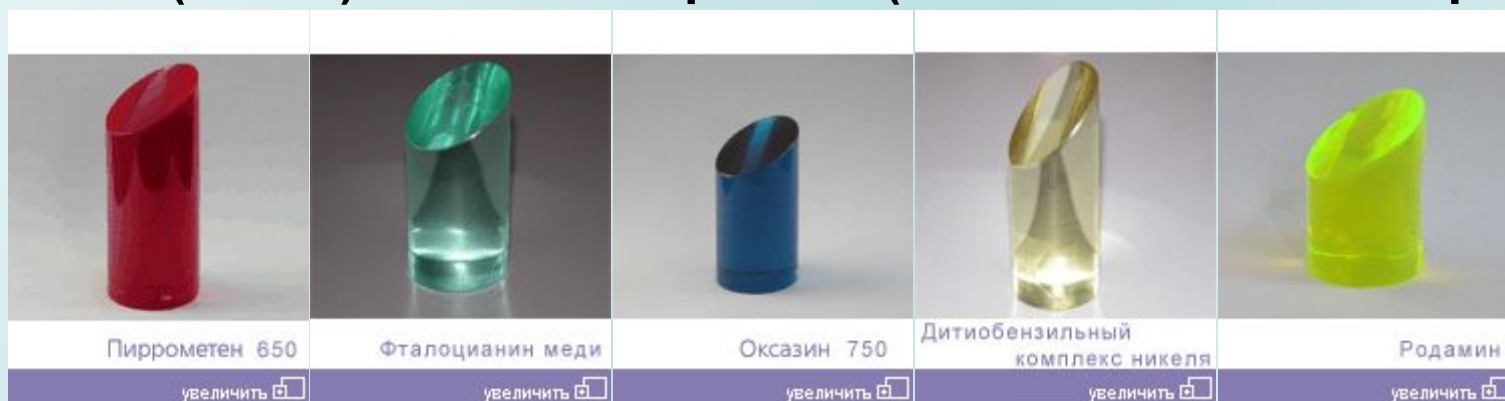 Пиррометен 650
Фталоцианин меди
Оксазин 750
Дитиобензильный
комплекс никеля
Родамин
увеличить
увеличить
увеличить
увеличить
увеличить